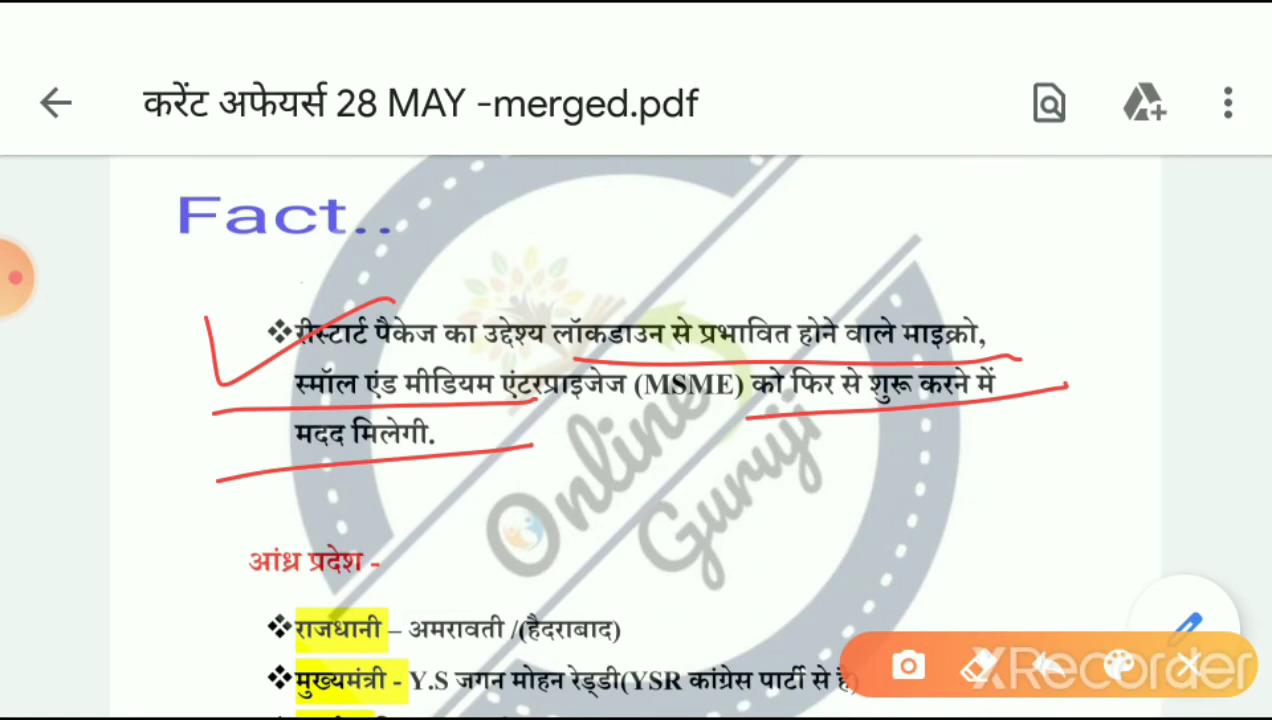 करेंट अफेयर्स 28 MAY -merged.pdf
Fact..
❖रीस्टार्ट पैकेज का उद्देश्य लॉकडाउन से प्रभावित होने वाले माइक्रो,
स्मॉल एंड मीडियम एंटरप्राइजेज (MSME) को फिर से शुरू करने में
मदद मिलेगी.
Online
Guruji
आंध्र प्रदेश -
❖राजधानी – अमरावती /(हैदराबाद)
❖मुख्यमंत्री - Y.S जगन मोहन रेड्डी(YSR कांग्रेस पार्टी से है)
XRecorder